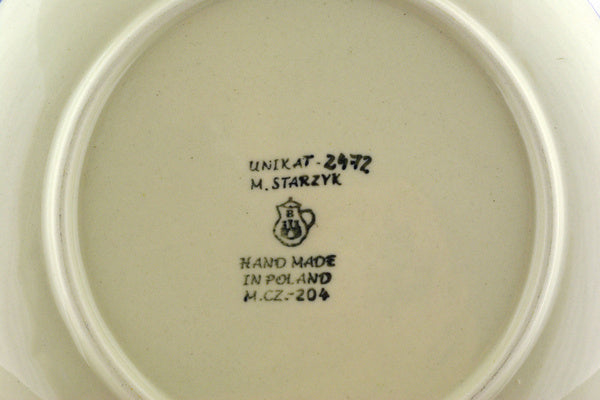 UNIKAT-2472
M. STARZYK
B
HAND MADE
IN POLAND
M.CZ.-204